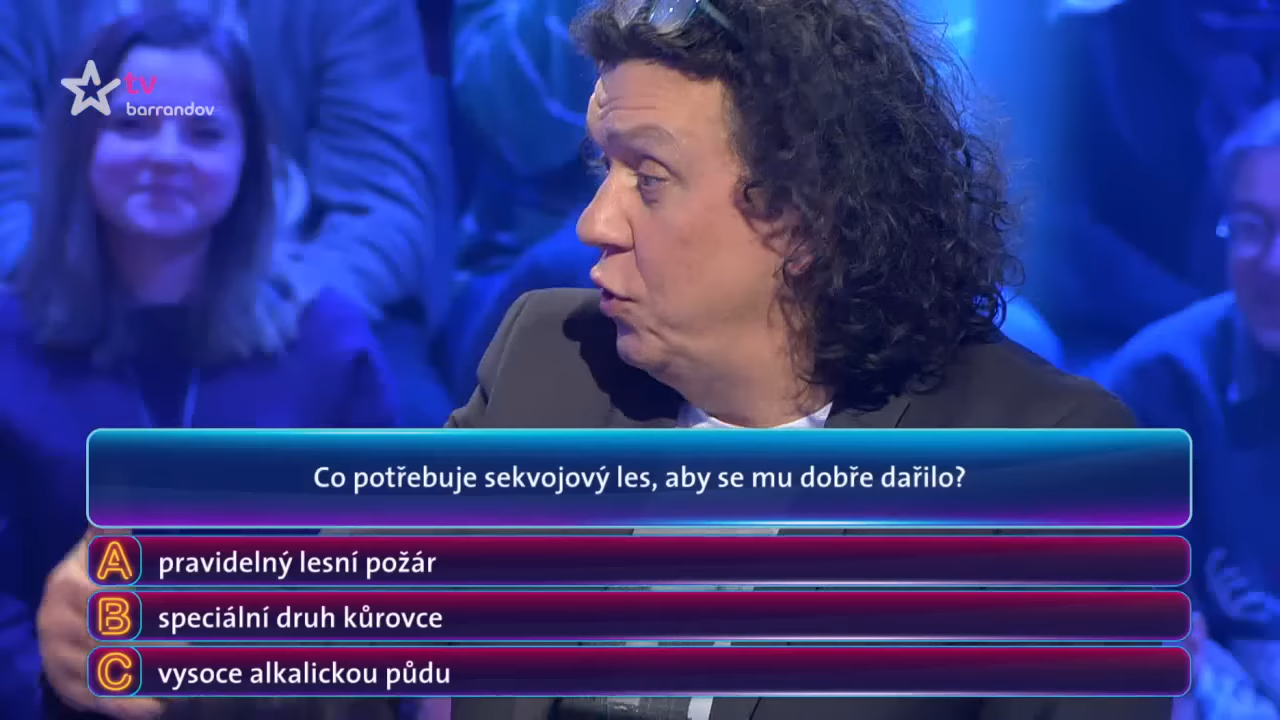 tv
barrandov
Co potřebuje sekvojový les, aby se mu dobře dařilo?
A pravidelný lesní požár
B speciální druh kůrovce
C vysoce alkalickou půdu